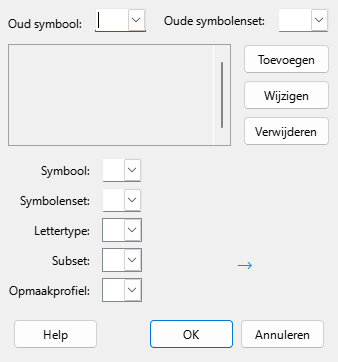 Oud symbool: Oude symbolenset:
Toevoegen
Wijzigen
Verwijderen
Symbool:
Symbolenset:
Lettertype:
Subset:
→
Opmaakprofiel:
Help OK Annuleren